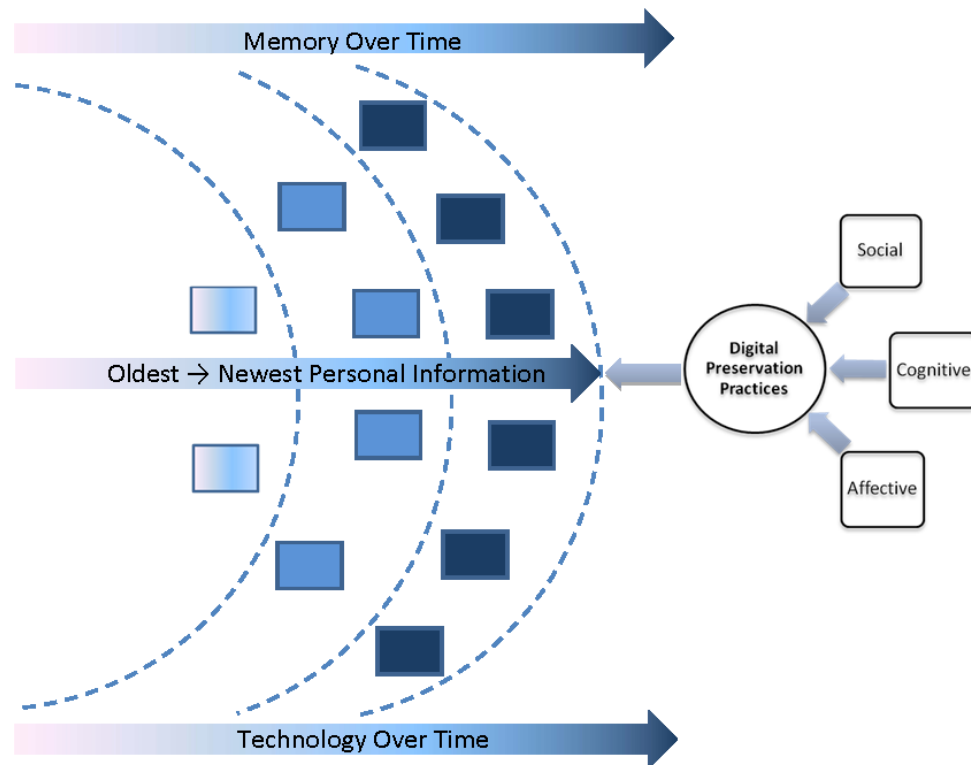 Memory Over Time
Social
Oldest → Newest Personal Information
Digital
Preservation
Practices
Cognitive
Affective
Technology Over Time